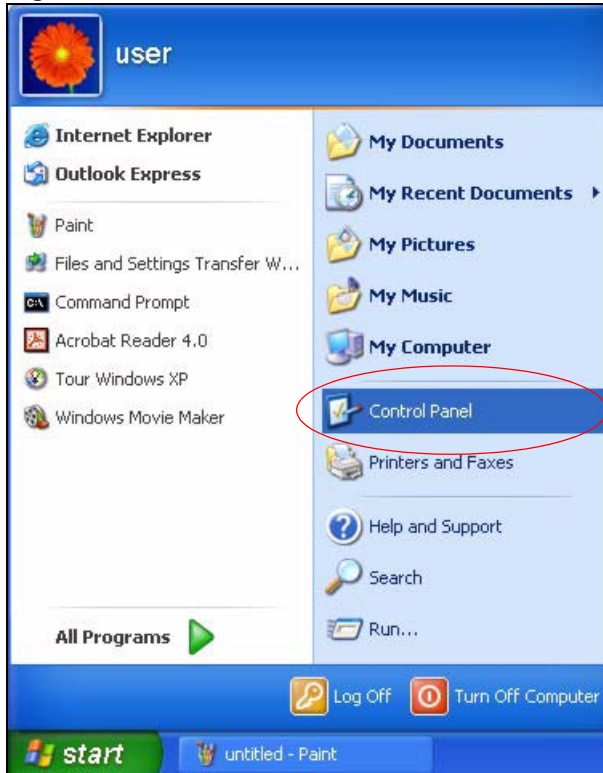 user
Internet Explorer
Outlook Express
Paint
Files and Settings Transfer W...
Command Prompt
Acrobat Reader 4.0
Tour Windows XP
Windows Movie Maker
All Programs
My Documents
My Recent Documents
My Pictures
My Music
My Computer
Control Panel
Printers and Faxes
Help and Support
Search
Run...
Log Off
Turn Off Computer
start
untitled - Paint